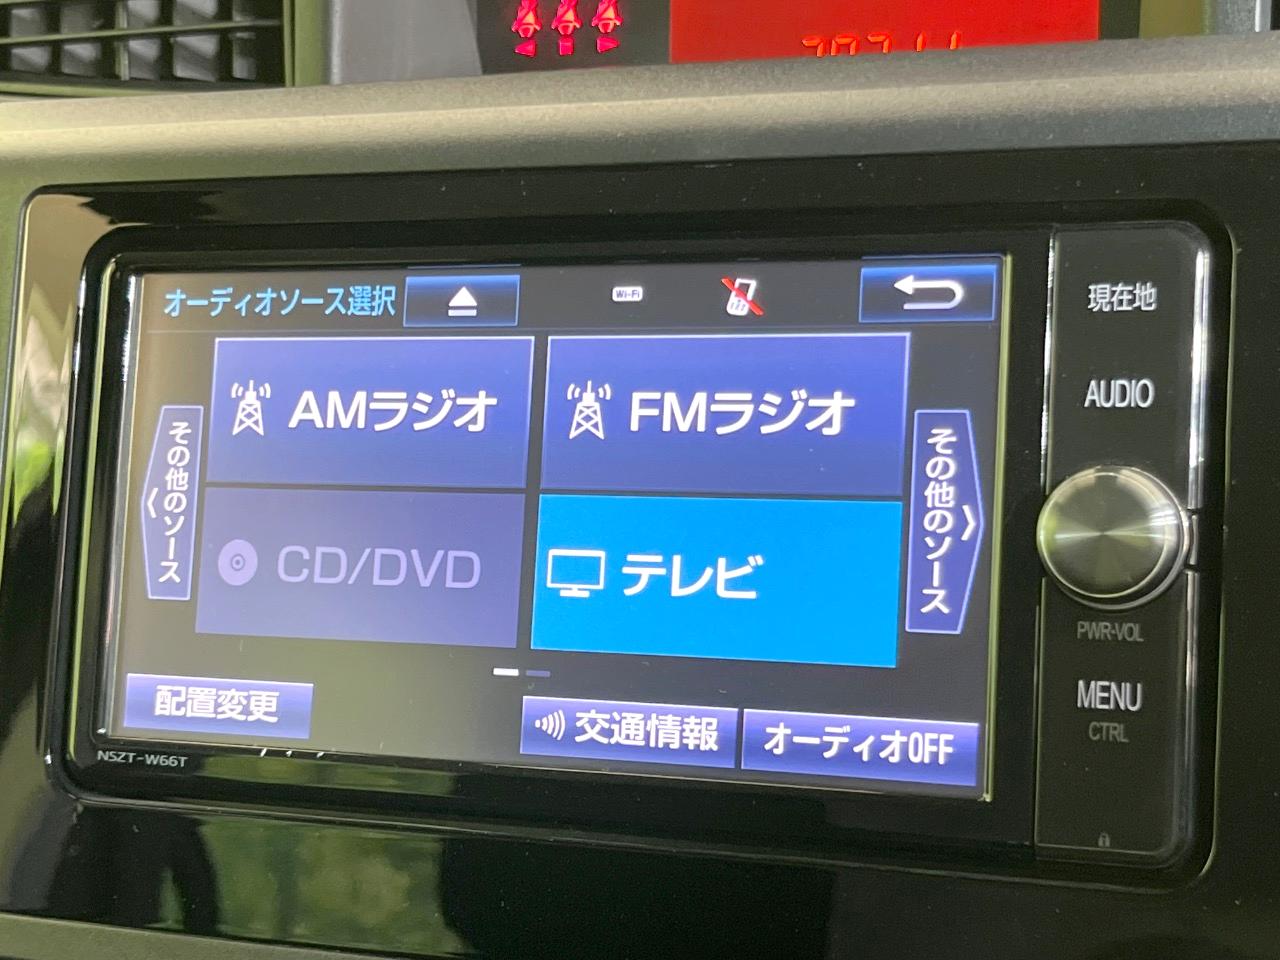 オーディオソース選択
Wi-Fi
現在地
AMラジオ
FMラジオ
AUDIO
その他のソース
その他のソース
CD/DVD
テレビ
PWR-VOL
配置変更
交通情報
オーディオOFF
MENU
CTRL
NSZT-W66T